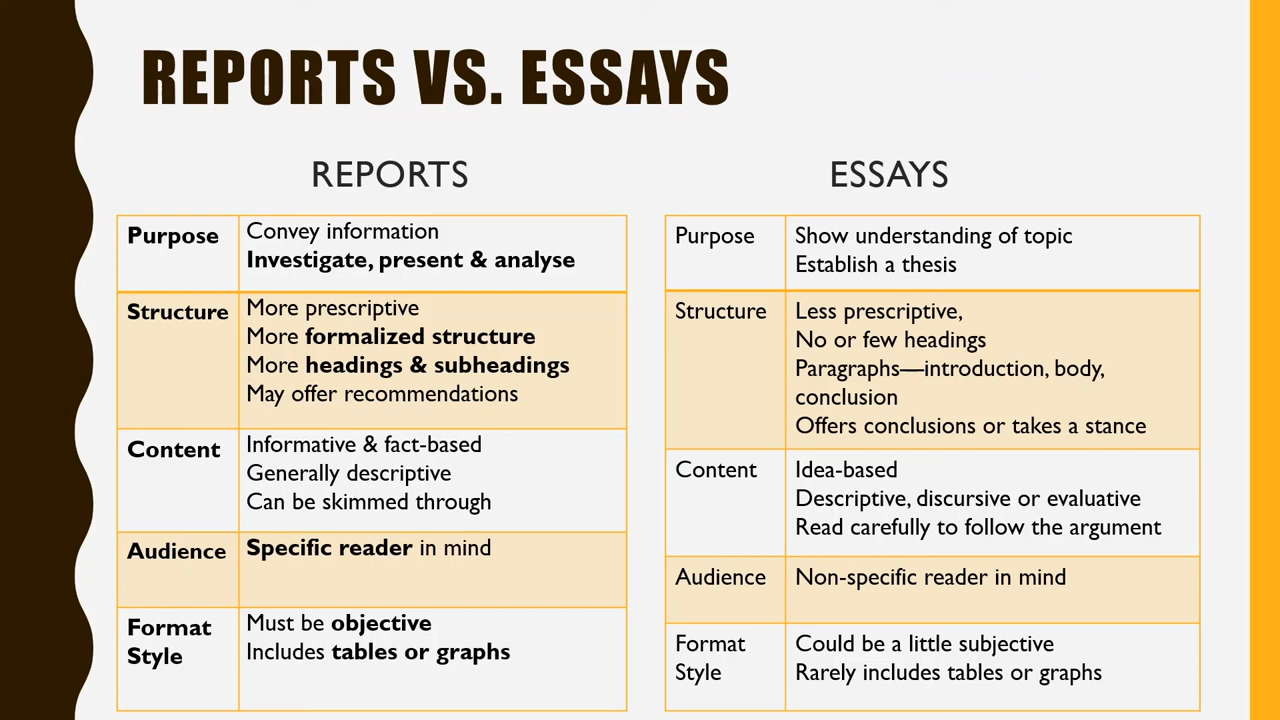 REPORTS VS. ESSAYS
REPORTS
Purpose
Convey information
Investigate, present & analyse
Structure
More prescriptive
More formalized structure
More headings & subheadings
May offer recommendations
Content
Informative & fact-based
Generally descriptive
Can be skimmed through
Audience
Specific reader in mind
Format
Style
Must be objective
Includes tables or graphs
ESSAYS
Purpose
Show understanding of topic
Establish a thesis
Structure
Less prescriptive,
No or few headings
Paragraphs—introduction, body,
conclusion
Offers conclusions or takes a stance
Content
Idea-based
Descriptive, discursive or evaluative
Read carefully to follow the argument
Audience
Non-specific reader in mind
Format
Style
Could be a little subjective
Rarely includes tables or graphs